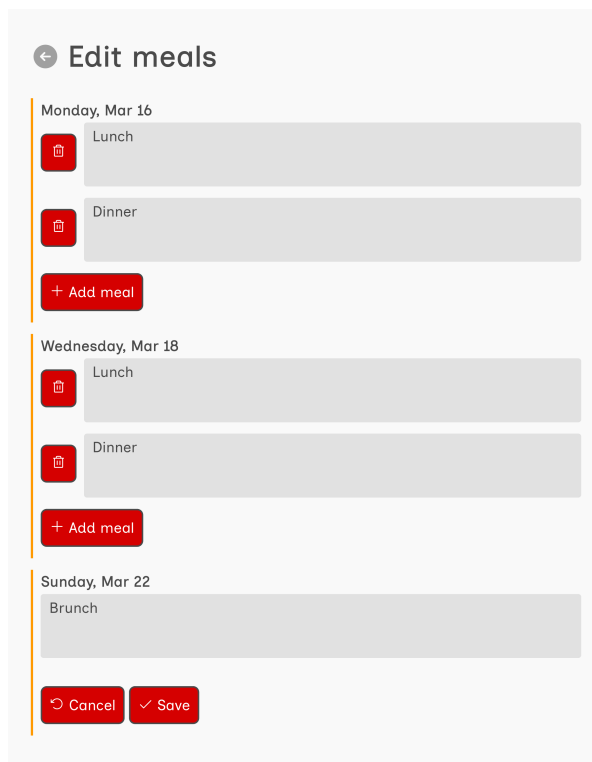 Edit meals
Monday, Mar 16
Lunch
Dinner
Add meal
Wednesday, Mar 18
Lunch
Dinner
Add meal
Sunday, Mar 22
Brunch
Cancel Save